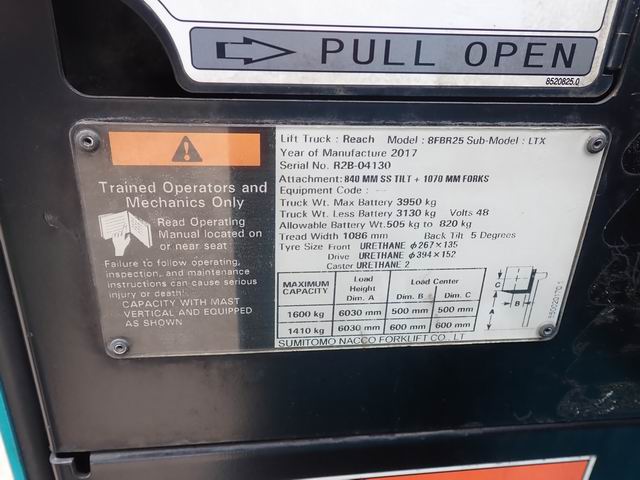 PULL OPEN
8520825.0
Trained Operators and
Mechanics Only
Read Operating
Manual located on
or near seat
Failure to follow operating,
inspection, and maintenance
instructions can cause serious
injury or death!
CAPACITY WITH MAST
VERTICAL AND EQUIPPED
AS SHOWN
Lift Truck : Reach Model : 8FBR25 Sub-Model : LTX
Year of Manufacture 2017
Serial No. R2B-04130
Attachment: 840 MM SS TILT + 1070 MM FORKS
Equipment Code : ---
Truck Wt. Max Battery 3950 kg
Truck Wt. Less Battery 3130 kg Volts 48
Allowable Battery Wt. 505 kg to 820 kg
Tread Width 1086 mm Back Tilt 5 Degrees
Tyre Size Front URETHANE ϕ267×135
Drive URETHANE ϕ394×152
Caster URETHANE 2
MAXIMUM CAPACITY Load Height Dim. A Load Center Dim. B Dim. C
1600 kg 6030 mm 500 mm 500 mm
1410 kg 6030 mm 600 mm 600 mm
C
B
A
SUMITOMO NACCO FORKLIFT CO., LT